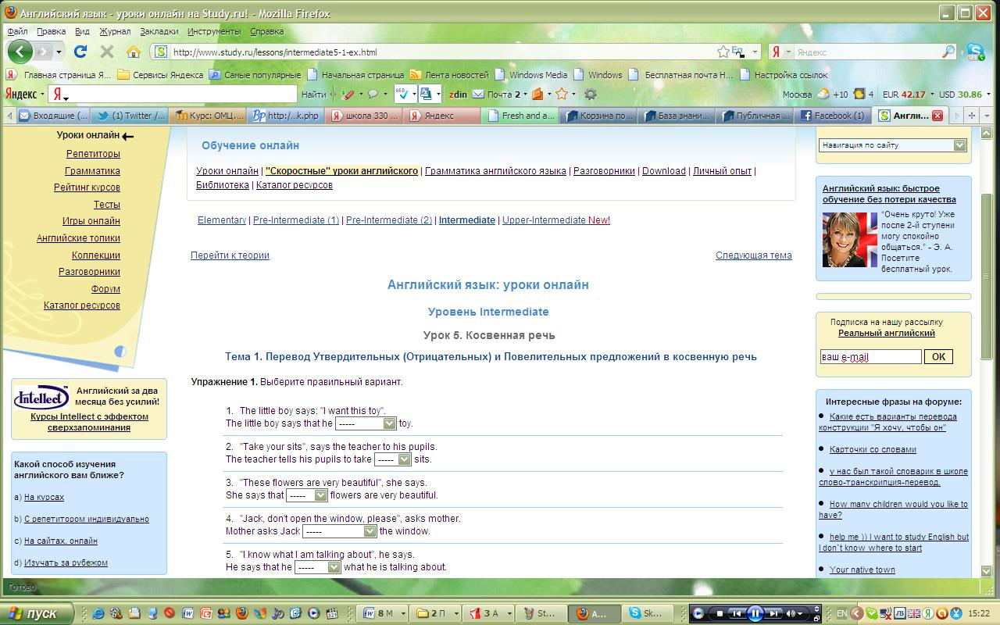 Английский язык - уроки онлайн на Study.ru! - Mozilla Firefox
Файл Правка Вид Журнал Закладки Инструменты Справка
http://www.study.ru/lessons/intermediate5-1-ex.html
Яндекс
Главная страница Я... Сервисы Яндекса Самые популярные Начальная страница Лента новостей Windows Media Windows Бесплатная почта H... Настройка ссылок
Яндекс Я Найти zdin Почта 2 Москва +10 4 EUR 42.17 USD 30.86
Входящие ( (1) Twitter /... Курс: ОМЦ. http:/...k.php школа 330 ... Яндекс Fresh and a... Корзина по... База знани... Публичная ... Facebook (1) Англи...
Уроки онлайн
Репетиторы
Грамматика
Рейтинг курсов
Тесты
Игры онлайн
Английские топики
Коллекции
Разговорники
Форум
Каталог ресурсов
Intellect
Английский за два
месяца без усилий!
Курсы Intellect с эффектом
сверхзапоминания
Какой способ изучения
английского вам ближе?
a) На курсах
b) С репетитором индивидуально
c) На сайтах, онлайн
d) Изучать за рубежом
Обучение онлайн
Уроки онлайн | "Скоростные" уроки английского | Грамматика английского языка | Разговорники | Download | Личный опыт |
Библиотека | Каталог ресурсов
Elementary | Pre-Intermediate (1) | Pre-Intermediate (2) | Intermediate | Upper-Intermediate New!
Перейти к теории Следующая тема
Английский язык: уроки онлайн
Уровень Intermediate
Урок 5. Косвенная речь
Тема 1. Перевод Утвердительных (Отрицательных) и Повелительных предложений в косвенную речь
Упражнение 1. Выберите правильный вариант.
1. The little boy says: "I want this toy".
The little boy says that he ----- toy.
2. "Take your sits", says the teacher to his pupils.
The teacher tells his pupils to take ----- sits.
3. "These flowers are very beautiful", she says.
She says that ----- flowers are very beautiful.
4. "Jack, don't open the window, please", asks mother.
Mother asks Jack ----- the window.
5. "I know what I am talking about", he says.
He says that he ----- what he is talking about.
Навигация по сайту
Английский язык: быстрое
обучение без потери качества
"Очень круто! Уже
после 2-й ступени
могу спокойно
общаться." - Э. А.
Посетите
бесплатный урок.
Подписка на нашу рассылку
Реальный английский
ваш e-mail OK
Интересные фразы на форуме:
Какие есть варианты перевода
конструкции "Я хочу, чтобы он"
Карточки со словами
у нас был такой словарик в школе
слово-транскрипция-перевод.
How many children would you like to
have?
help me )) I want to study English but
I don`t know where to start
Your native town
Готово
пуск 8 M 2 П 3 A St... A... Sk... EN 15:22